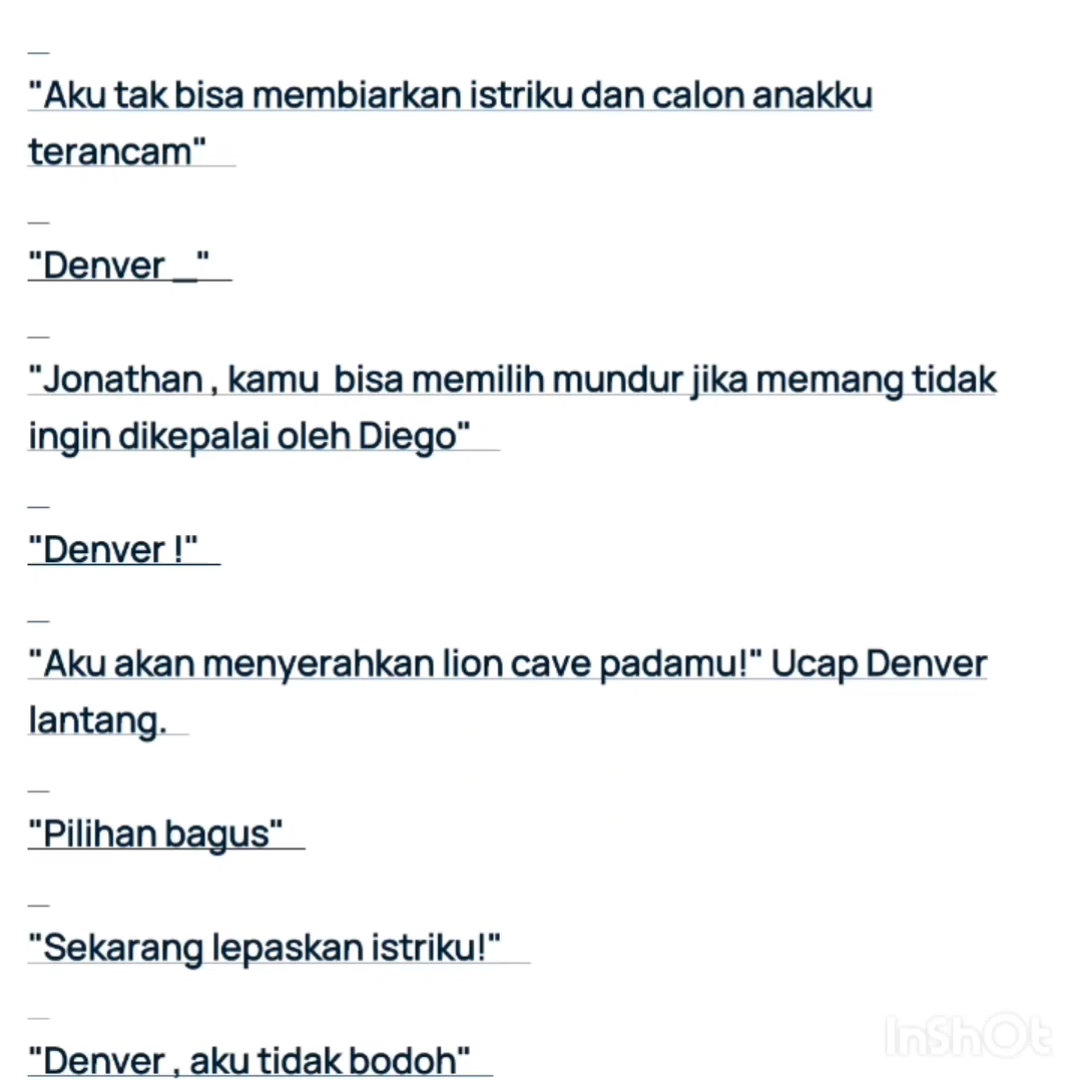 _
"Aku tak bisa membiarkan istriku dan calon anakku
terancam"
_
"Denver _"
_
"Jonathan , kamu  bisa memilih mundur jika memang tidak
ingin dikepalai oleh Diego"
_
"Denver !"
_
"Aku akan menyerahkan lion cave padamu!" Ucap Denver
lantang.
_
"Pilihan bagus"
_
"Sekarang lepaskan istriku!"
_
"Denver , aku tidak bodoh"
InShOt